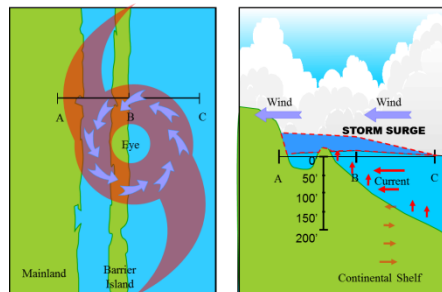 A
B
C
Eye
Mainland
Barrier
Island
Wind
Wind
STORM SURGE
A
B
C
0'
50'
100'
150'
200'
Current
Continental Shelf